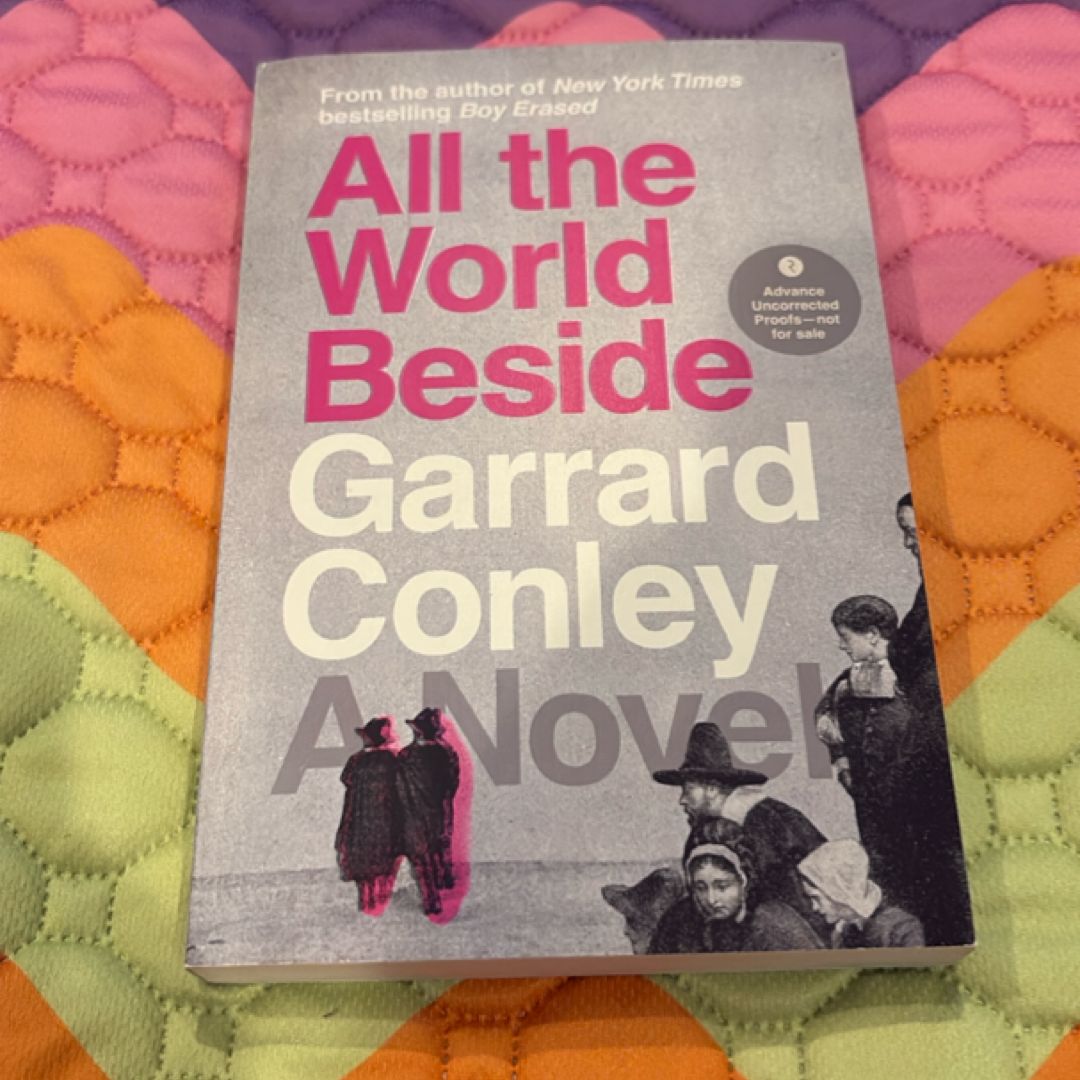 From the author of New York Times
bestselling Boy Erased
All the
World
Beside
Advance
Uncorrected
Proofs—not
for sale
Garrard
Conley
A Novel